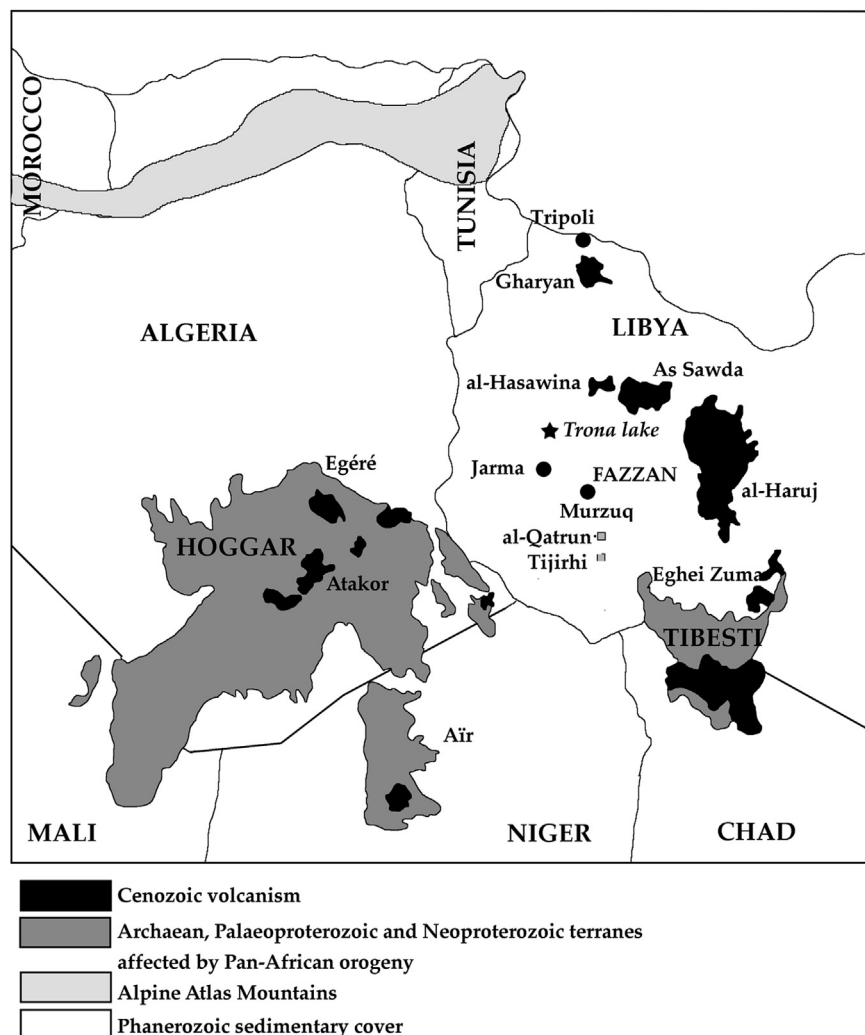 MOROCCO
TUNISIA
Tripoli
Gharyan
ALGERIA
LIBYA
As Sawda
al-Hasawina
Trona lake
Egéré
Jarma
FAZZAN
al-Haruj
Murzuq
al-Qatrun
HOGGAR
Tijirhi
Eghei Zuma
Atakor
TIBESTI
Aïr
MALI
NIGER
CHAD
Cenozoic volcanism
Archaean, Palaeoproterozoic and Neoproterozoic terranes
affected by Pan-African orogeny
Alpine Atlas Mountains
Phanerozoic sedimentary cover